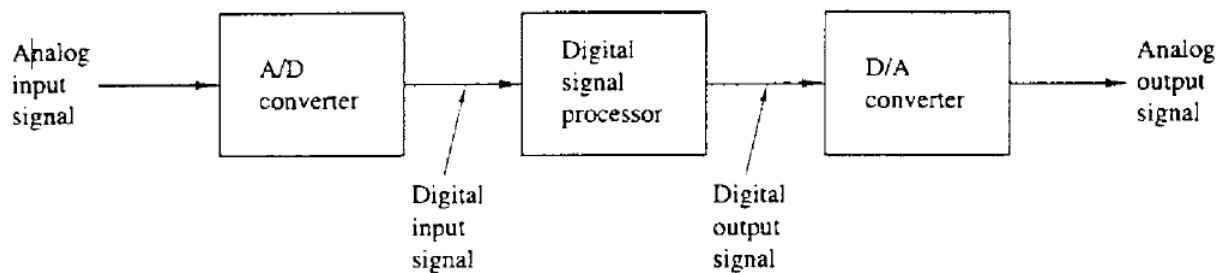 Analog
input
signal
A/D
converter
Digital
signal
processor
D/A
converter
Analog
output
signal
Digital
input
signal
Digital
output
signal